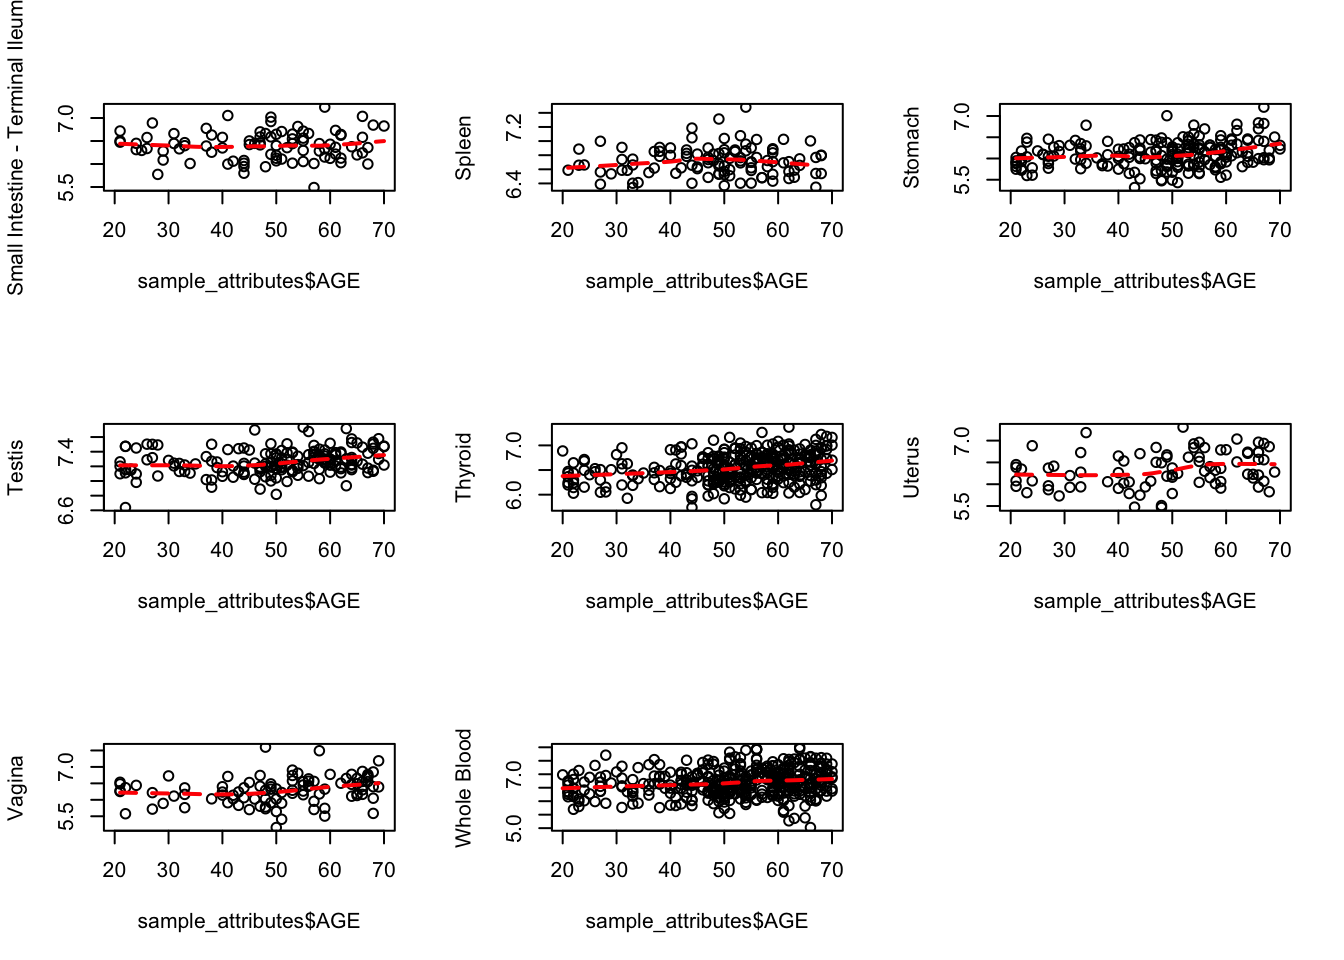 Small Intestine - Terminal Ileum
7.0
5.5
20 30 40 50 60 70
sample_attributes$AGE
Spleen
7.2
6.4
20 30 40 50 60 70
sample_attributes$AGE
Stomach
7.0
5.5
20 30 40 50 60 70
sample_attributes$AGE
Testis
7.4
6.6
20 30 40 50 60 70
sample_attributes$AGE
Thyroid
7.0
6.0
20 30 40 50 60 70
sample_attributes$AGE
Uterus
7.0
5.5
20 30 40 50 60 70
sample_attributes$AGE
Vagina
7.0
5.5
20 30 40 50 60 70
sample_attributes$AGE
Whole Blood
7.0
5.0
20 30 40 50 60 70
sample_attributes$AGE